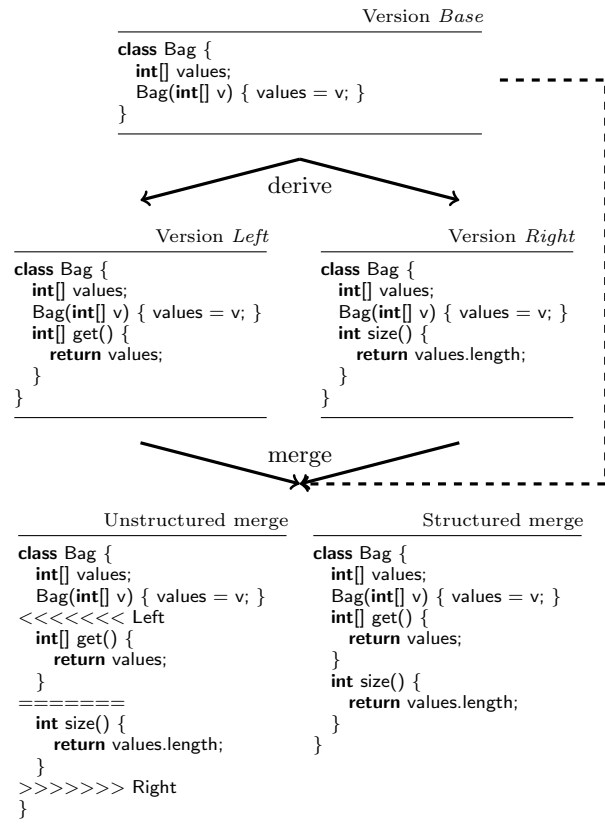 Version Base
class Bag {
int[] values;
Bag(int[] v) { values = v; }
}
derive
Version Left
class Bag {
int[] values;
Bag(int[] v) { values = v; }
int[] get() {
return values;
}
}
Version Right
class Bag {
int[] values;
Bag(int[] v) { values = v; }
int size() {
return values.length;
}
}
merge
Unstructured merge
class Bag {
int[] values;
Bag(int[] v) { values = v; }
<<<<<<< Left
int[] get() {
return values;
}
=======
int size() {
return values.length;
}
>>>>>>> Right
}
Structured merge
class Bag {
int[] values;
Bag(int[] v) { values = v; }
int[] get() {
return values;
}
int size() {
return values.length;
}
}